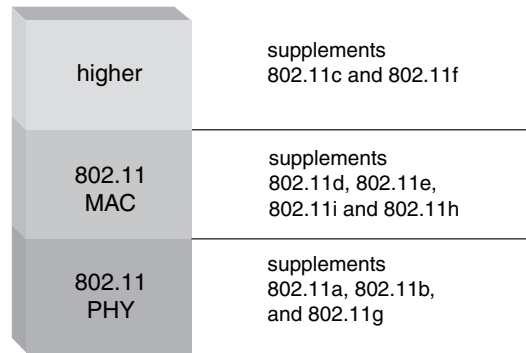 higher
supplements
802.11c and 802.11f
802.11
MAC
supplements
802.11d, 802.11e,
802.11i and 802.11h
802.11
PHY
supplements
802.11a, 802.11b,
and 802.11g